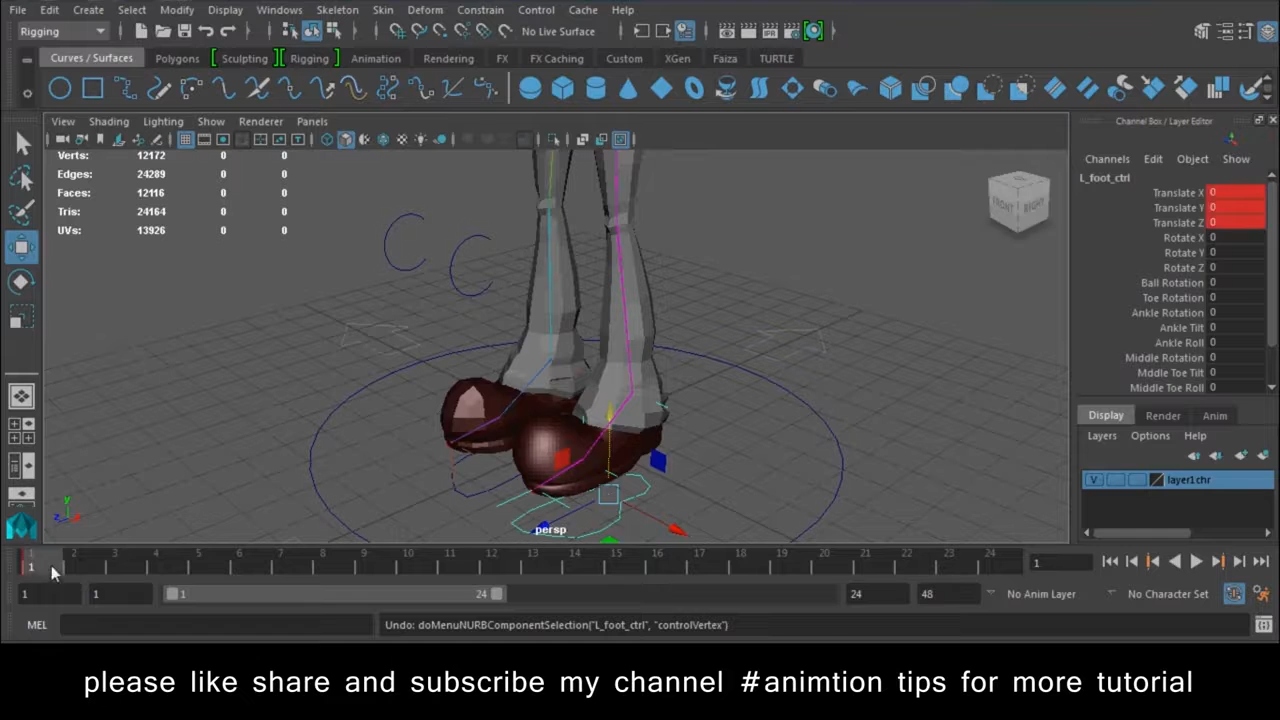 File Edit Create Select Modify Display Windows Skeleton Skin Deform Constrain Control Cache Help
Rigging No Live Surface
Curves / Surfaces Polygons Sculpting Rigging Animation Rendering FX FX Caching Custom XGen Faiza TURTLE
View Shading Lighting Show Renderer Panels
Channel Box / Layer Editor
Verts: 12172 0 0
Edges: 24289 0 0
Faces: 12116 0 0
Tris: 24164 0 0
UVs: 13926 0 0
FRONT RIGHT
Channels Edit Object Show
L_foot_ctrl
Translate X 0
Translate Y 0
Translate Z 0
Rotate X 0
Rotate Y 0
Rotate Z 0
Ball Rotation 0
Toe Rotation 0
Ankle Rotation 0
Ankle Tilt 0
Ankle Roll 0
Middle Rotation 0
Mddle Toe Tilt 0
Middle Toe Roll 0
Display Render Anim
Layers Options Help
V layer1chr
y
z x
persp
1 2 3 4 5 6 7 8 9 10 11 12 13 14 15 16 17 18 19 20 21 22 23 24
1 1
1 1 1 24 24 48 No Anim Layer No Character Set
MEL Undo: doMenuNURBComponentSelection("L_foot_ctrl", "controlVertex")
please like share and subscribe my channel #animtion tips for more tutorial